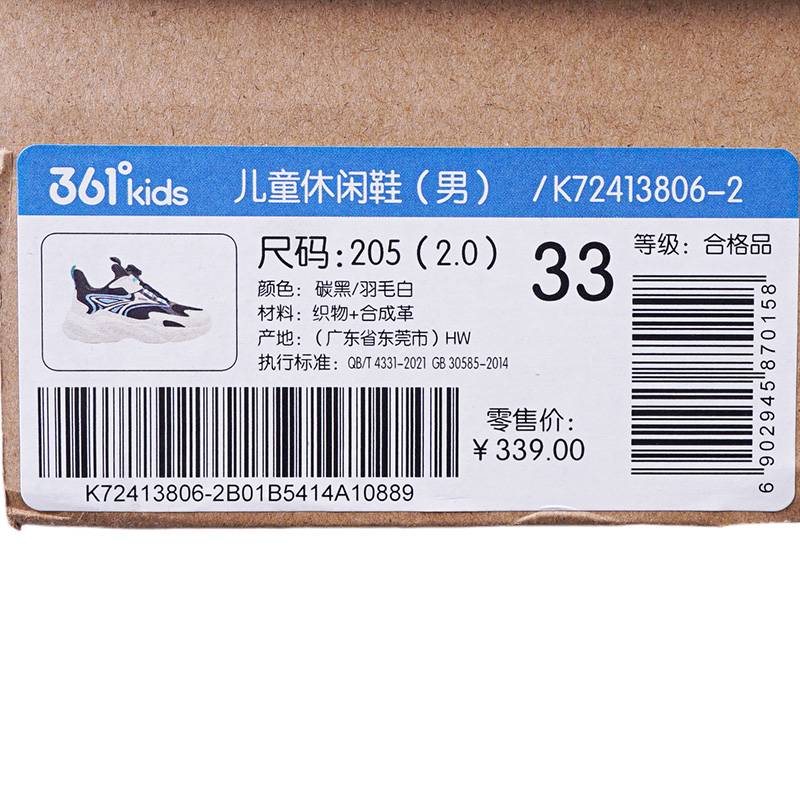 361°kids 儿童休闲鞋（男） /K72413806-2
尺码:205（2.0）
33
等级: 合格品
颜色: 碳黑/羽毛白
材料: 织物+合成革
产地:（广东省东莞市）HW
执行标准: QB/T 4331-2021 GB 30585-2014
零售价:
￥339.00
K72413806-2B01B5414A10889
6 902945 870158